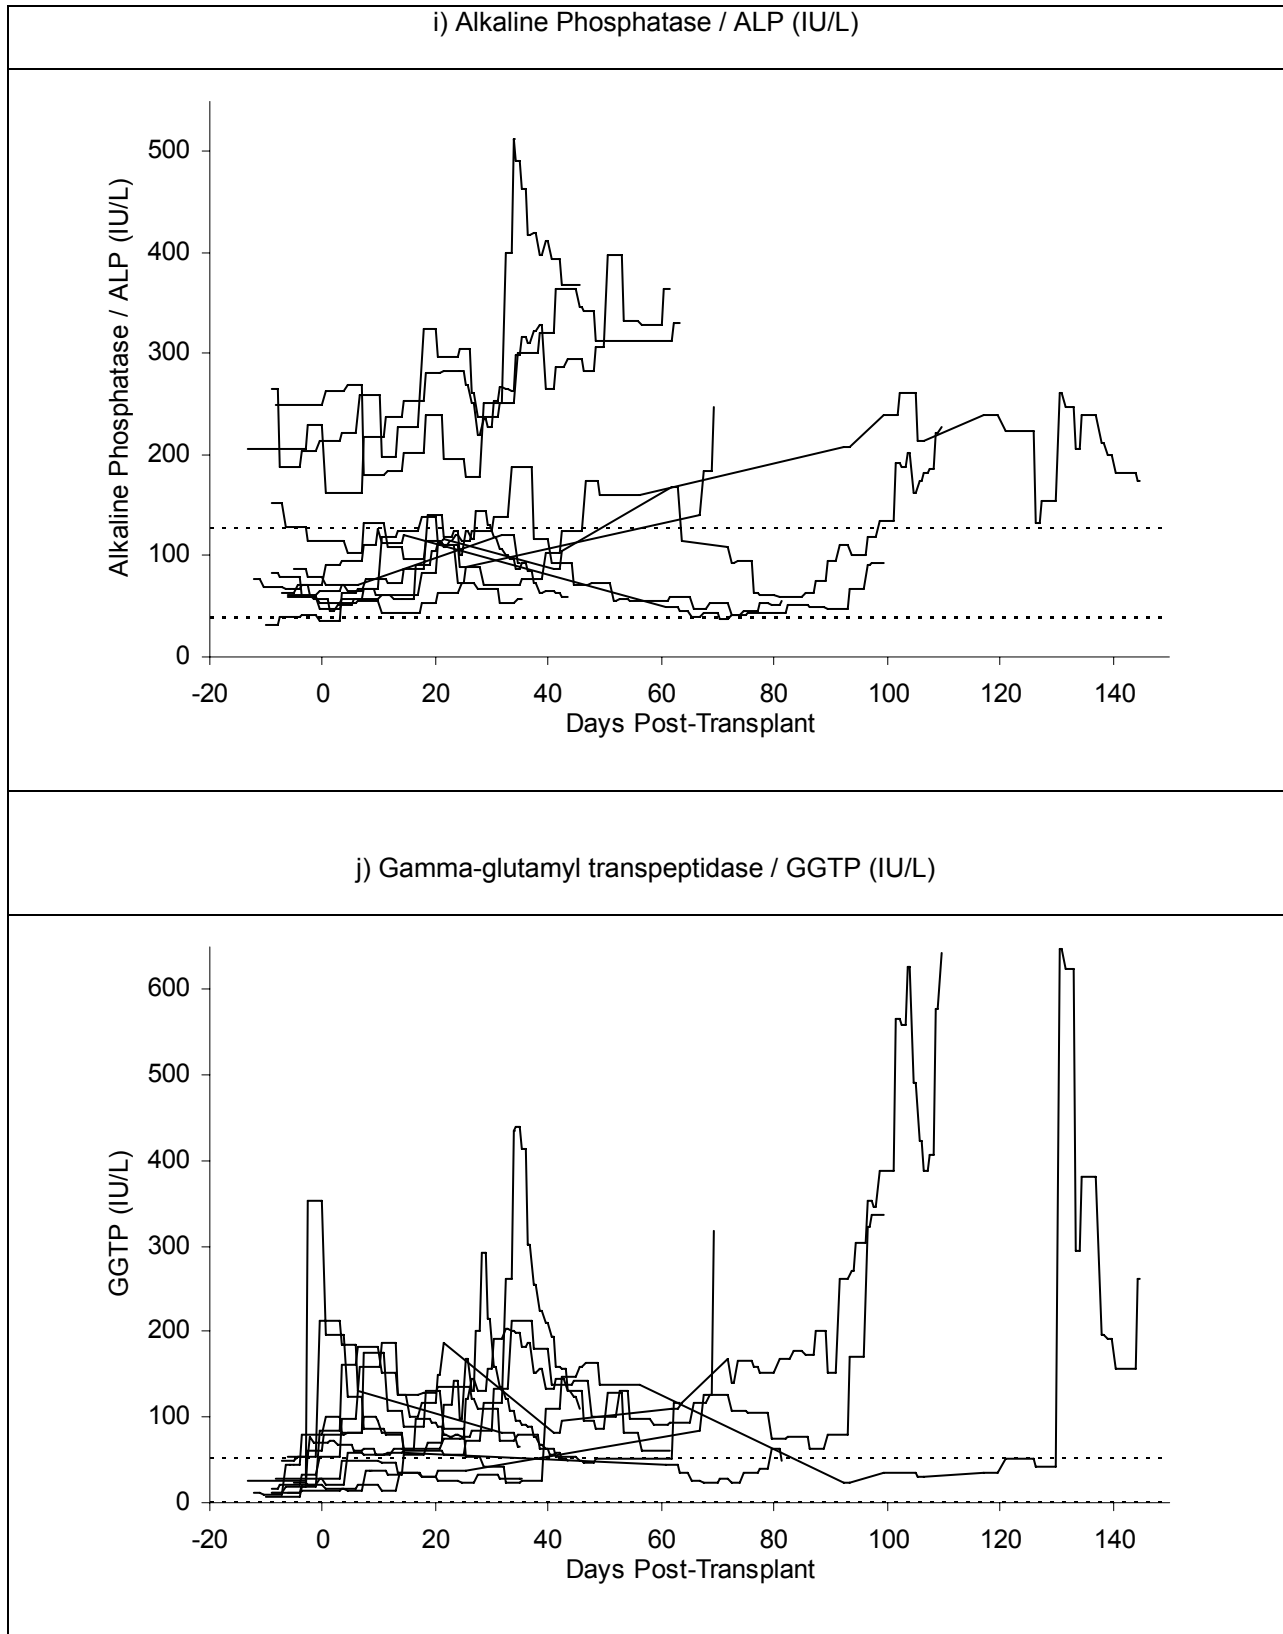 i) Alkaline Phosphatase / ALP (IU/L)
Alkaline Phosphatase / ALP (IU/L)
500
400
300
200
100
0
-20 0 20 40 60 80 100 120 140
Days Post-Transplant
j) Gamma-glutamyl transpeptidase / GGTP (IU/L)
GGTP (IU/L)
600
500
400
300
200
100
0
-20 0 20 40 60 80 100 120 140
Days Post-Transplant